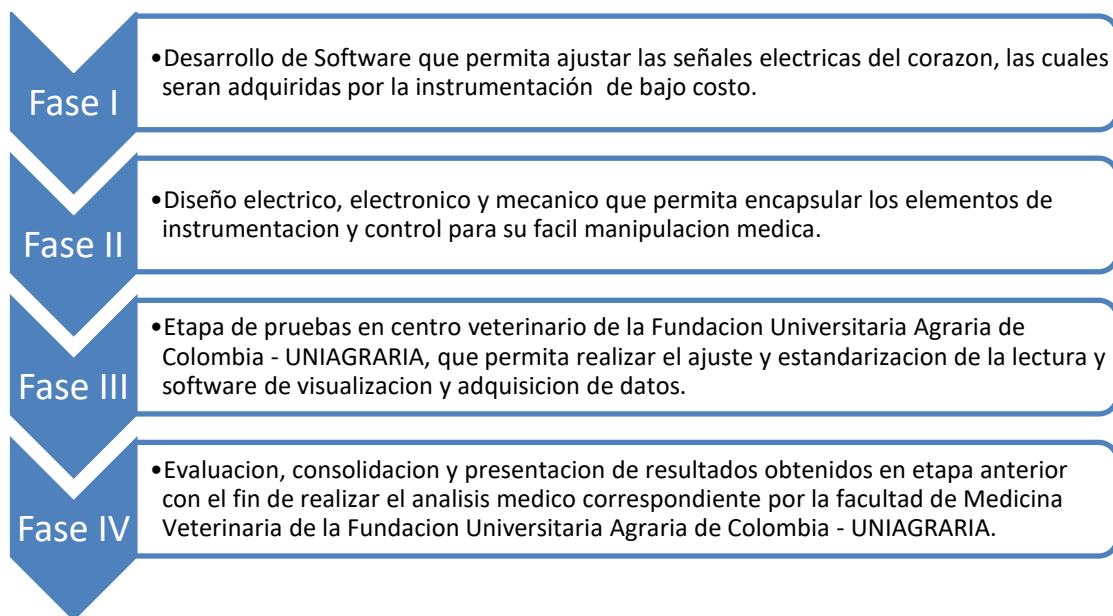 Fase I
•Desarrollo de Software que permita ajustar las señales electricas del corazon, las cuales
seran adquiridas por la instrumentación de bajo costo.
Fase II
•Diseño electrico, electronico y mecanico que permita encapsular los elementos de
instrumentacion y control para su facil manipulacion medica.
Fase III
•Etapa de pruebas en centro veterinario de la Fundacion Universitaria Agraria de
Colombia - UNIAGRARIA, que permita realizar el ajuste y estandarizacion de la lectura y
software de visualizacion y adquisicion de datos.
Fase IV
•Evaluacion, consolidacion y presentacion de resultados obtenidos en etapa anterior
con el fin de realizar el analisis medico correspondiente por la facultad de Medicina
Veterinaria de la Fundacion Universitaria Agraria de Colombia - UNIAGRARIA.